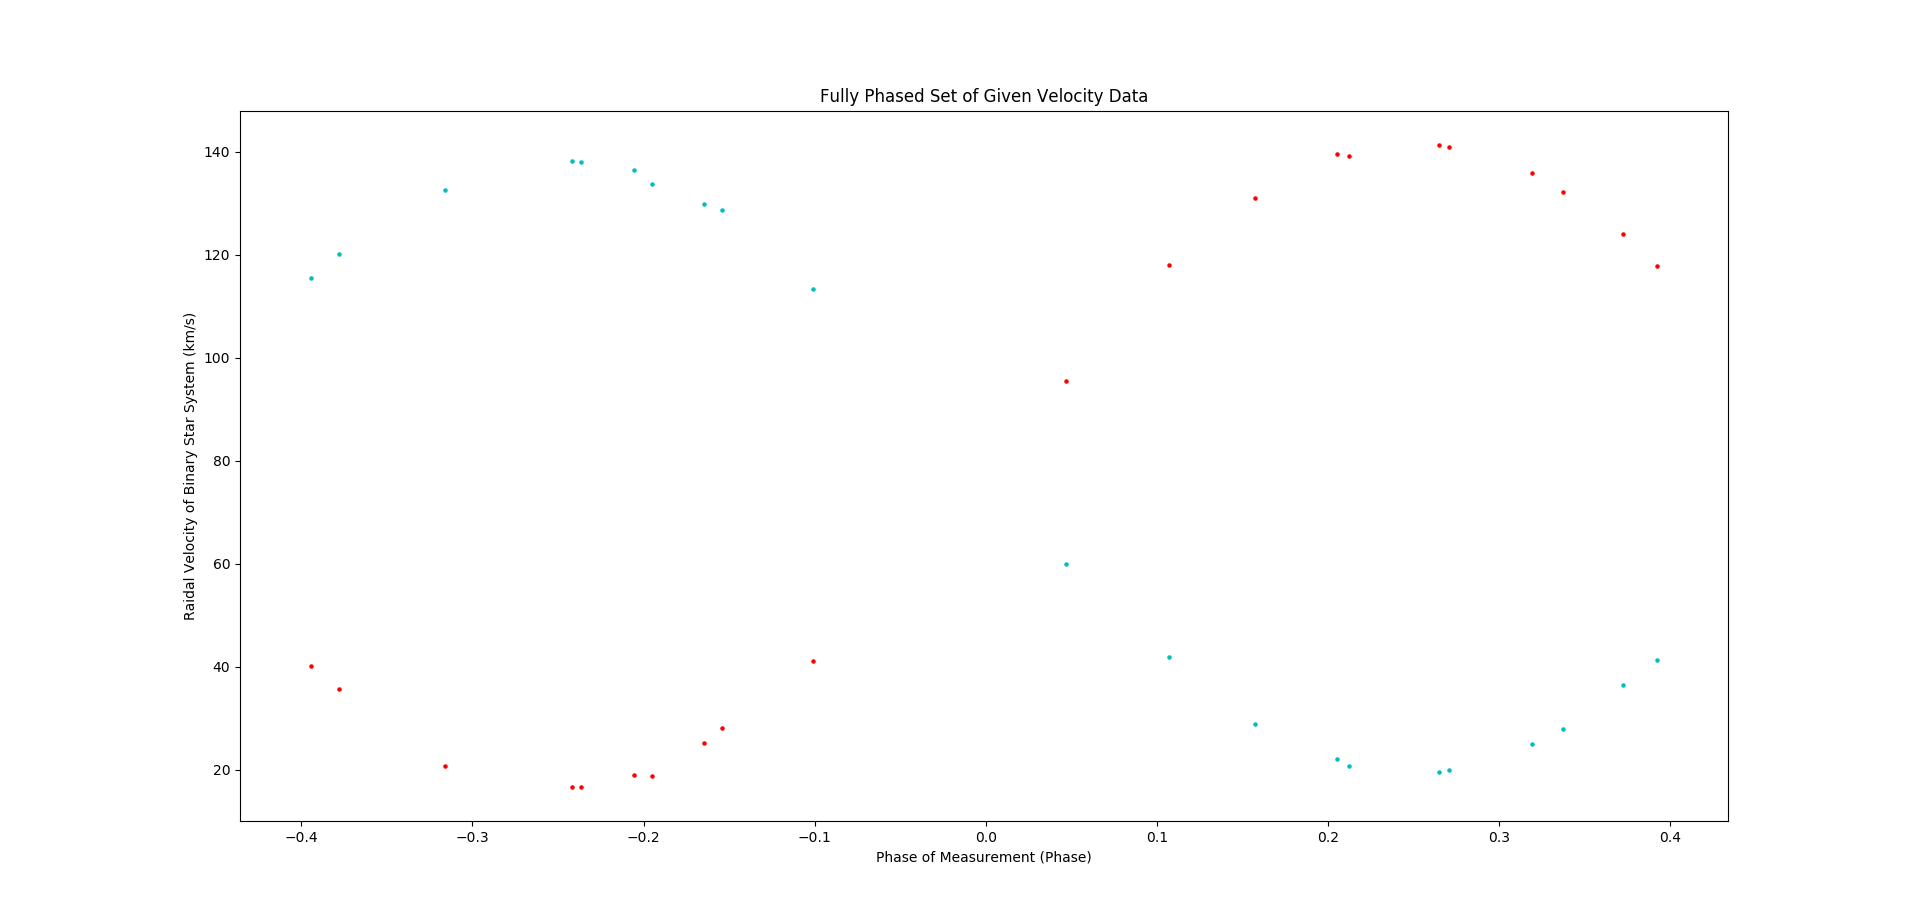 Fully Phased Set of Given Velocity Data
140
120
100
80
60
40
20
Raidal Velocity of Binary Star System (km/s)
−0.4 −0.3 −0.2 −0.1 0.0 0.1 0.2 0.3 0.4
Phase of Measurement (Phase)